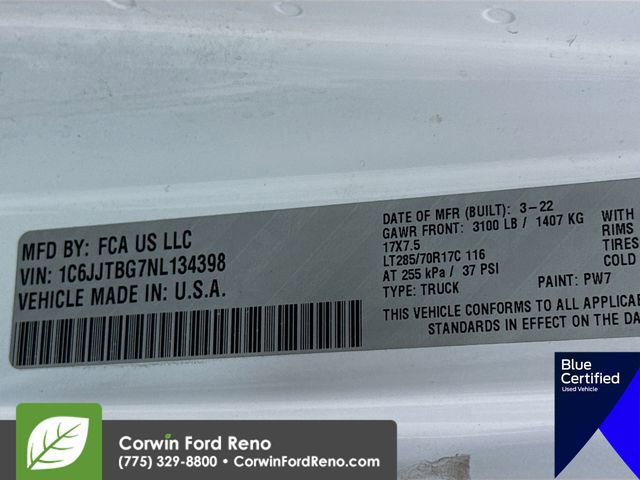 MFD BY: FCA US LLC
VIN: 1C6JJTBG7NL134398
VEHICLE MADE IN: U.S.A.
DATE OF MFR (BUILT): 3-22
GAWR FRONT: 3100 LB / 1407 KG
17X7.5
LT285/70R17C 116
AT 255 kPa / 37 PSI
TYPE: TRUCK
PAINT: PW7
WITH
RIMS
TIRES
COLD
THIS VEHICLE CONFORMS TO ALL APPLICAB
STANDARDS IN EFFECT ON THE DA
Blue
Certified
Used Vehicle
Corwin Ford Reno
(775) 329-8800 • CorwinFordReno.com